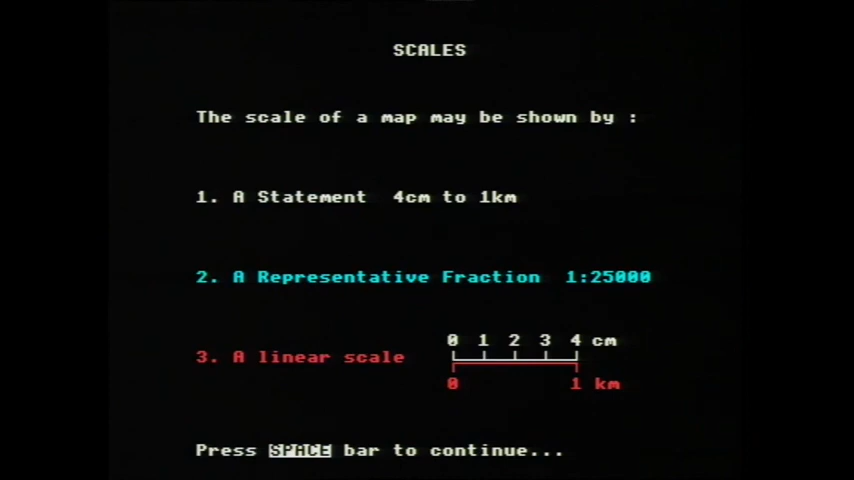 SCALES
The scale of a map may be shown by :
1. A Statement 4cm to 1km
2. A Representative Fraction 1:25000
0 1 2 3 4 cm
3. A linear scale
0 1 km
Press SPACE bar to continue...